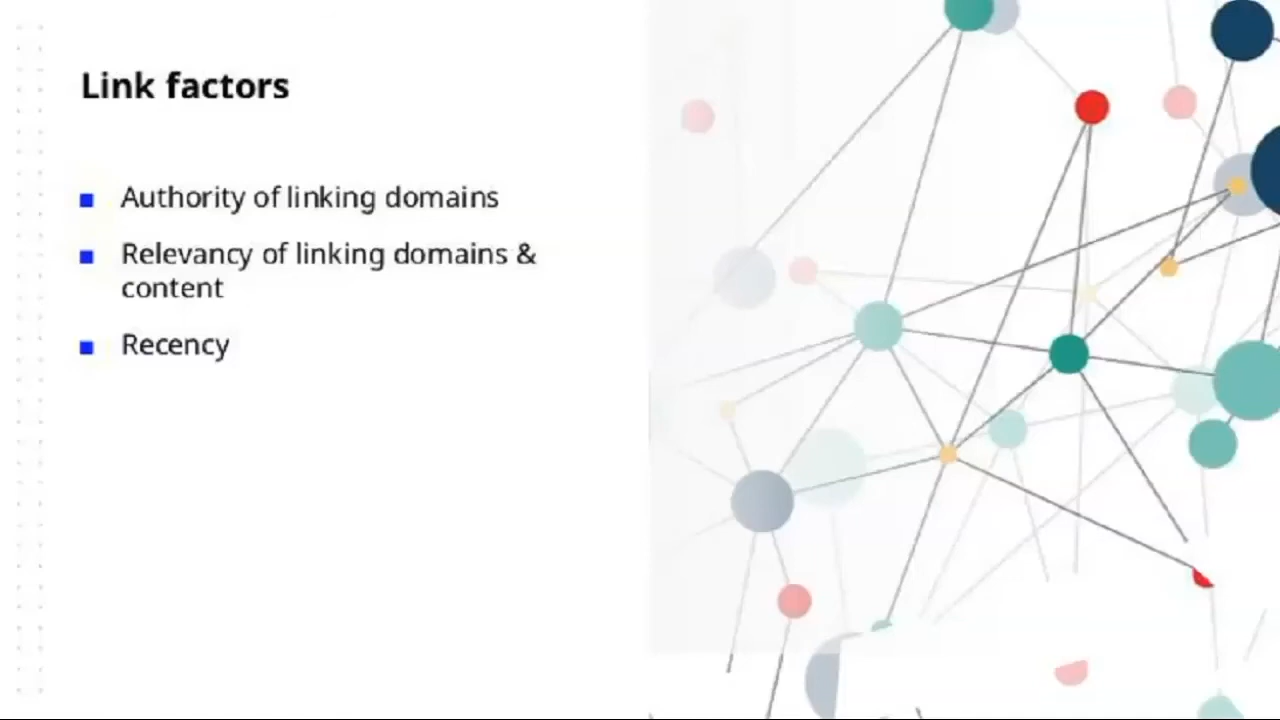 Link factors
Authority of linking domains
Relevancy of linking domains &
content
Recency